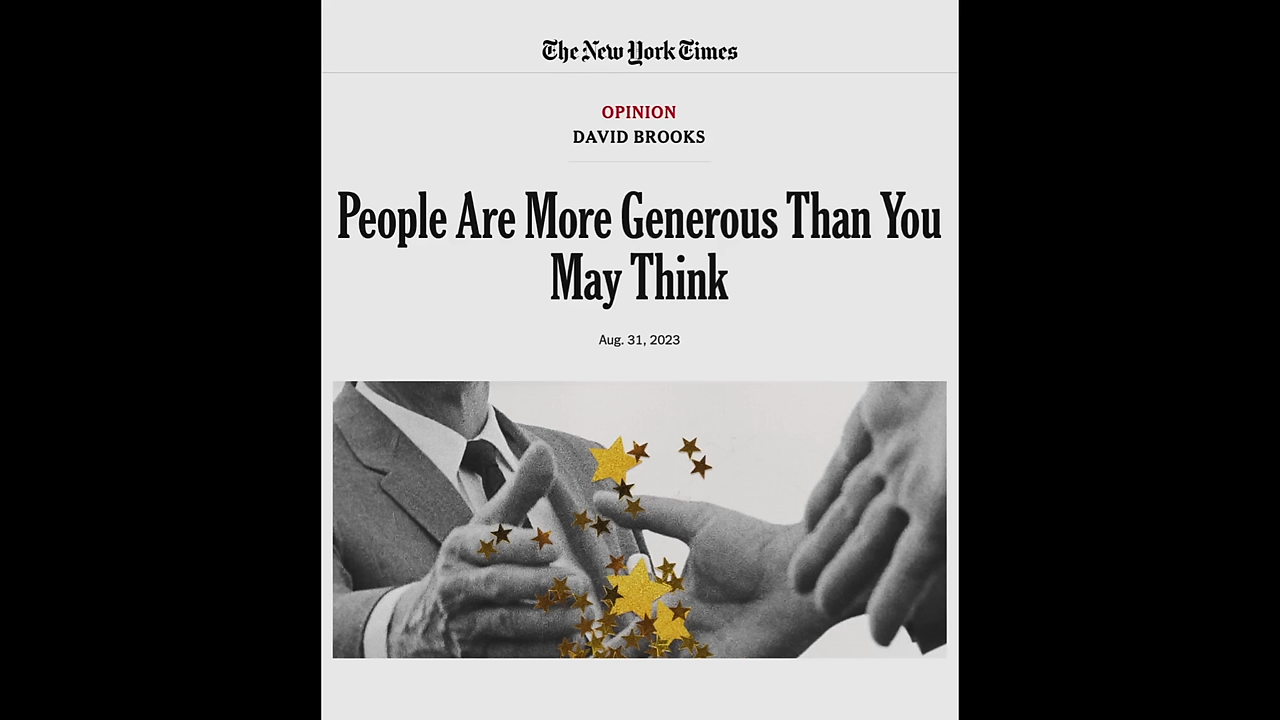 The New York Times
OPINION
DAVID BROOKS
People Are More Generous Than You
May Think
Aug. 31, 2023